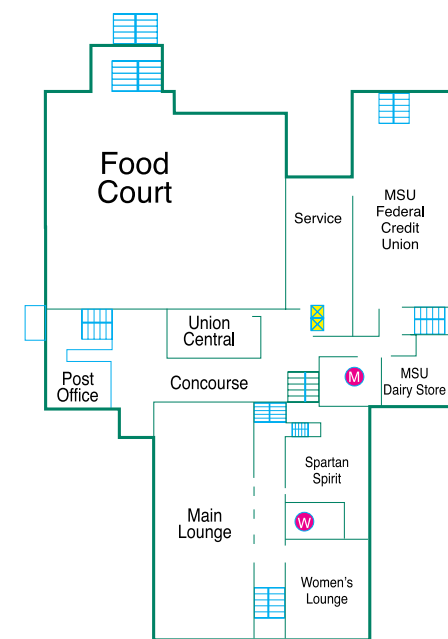 Food
Court
MSU
Federal
Credit
Union
Service
Union
Central
Post
Office
Concourse
M
MSU
Dairy Store
Spartan
Spirit
Main
Lounge
W
Women's
Lounge